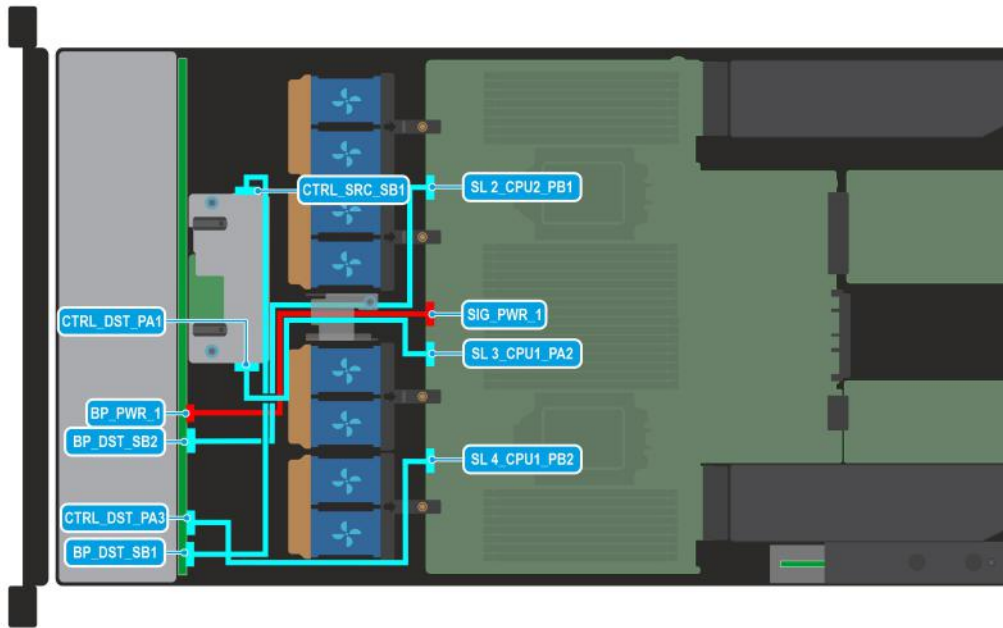 CTRL_SRC_SB1
SL 2_CPU2_PB1
CTRL_DST_PA1
SIG_PWR_1
SL 3_CPU1_PA2
BP_PWR_1
BP_DST_SB2
SL 4_CPU1_PB2
CTRL_DST_PA3
BP_DST_SB1